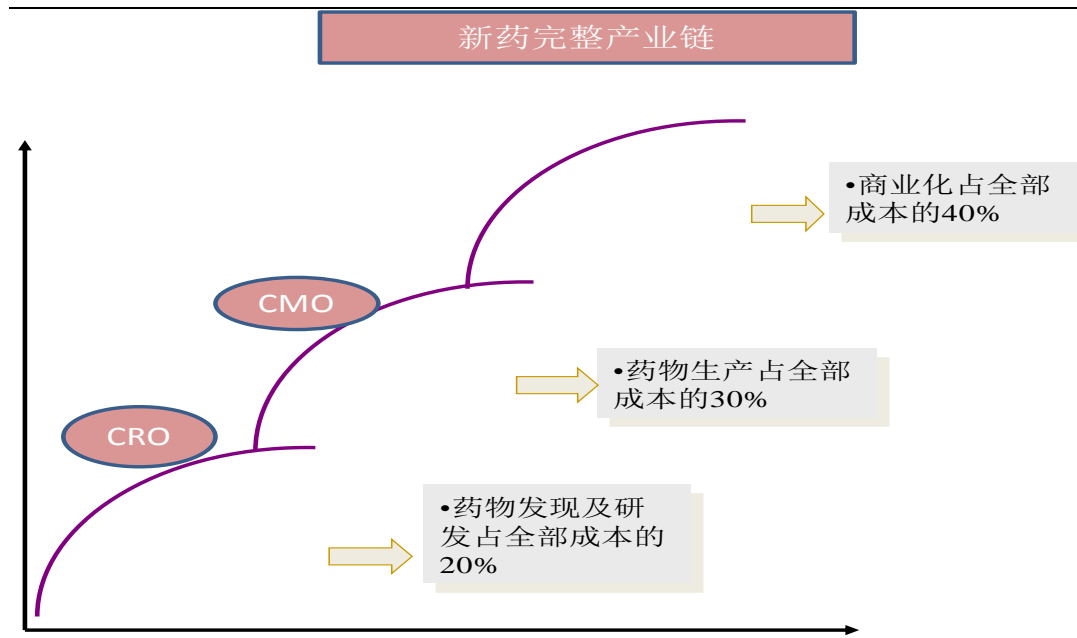 新药完整产业链
•商业化占全部
成本的40%
CMO
•药物生产占全部
成本的30%
CRO
•药物发现及研
发占全部成本的
20%